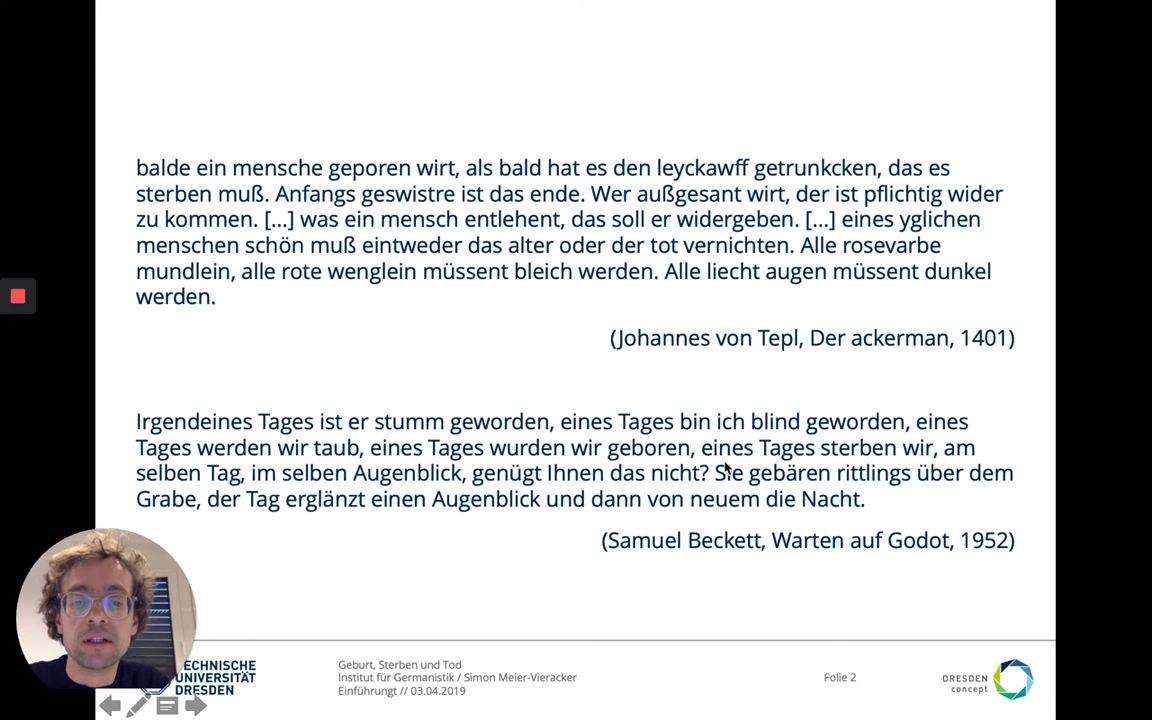 balde ein mensche geporen wirt, als bald hat es den leyckawff getrunkcken, das es
sterben muß. Anfangs geswistre ist das ende. Wer außgesant wirt, der ist pflichtig wider
zu kommen. [...] was ein mensch entlehent, das soll er widergeben. [...] eines yglichen
menschen schön muß eintweder das alter oder der tot vernichten. Alle rosevarbe
mundlein, alle rote wenglein müssent bleich werden. Alle liecht augen müssent dunkel
werden.
(Johannes von Tepl, Der ackerman, 1401)
Irgendeines Tages ist er stumm geworden, eines Tages bin ich blind geworden, eines
Tages werden wir taub, eines Tages wurden wir geboren, eines Tages sterben wir, am
selben Tag, im selben Augenblick, genügt Ihnen das nicht? Sie gebären rittlings über dem
Grabe, der Tag erglänzt einen Augenblick und dann von neuem die Nacht.
(Samuel Beckett, Warten auf Godot, 1952)
ECHNISCHE
UNIVERSITÄT
DRESDEN
Geburt, Sterben und Tod
Institut für Germanistik / Simon Meier-Vieracker
Einführungt // 03.04.2019
Folie 2
DRESDEN
concept